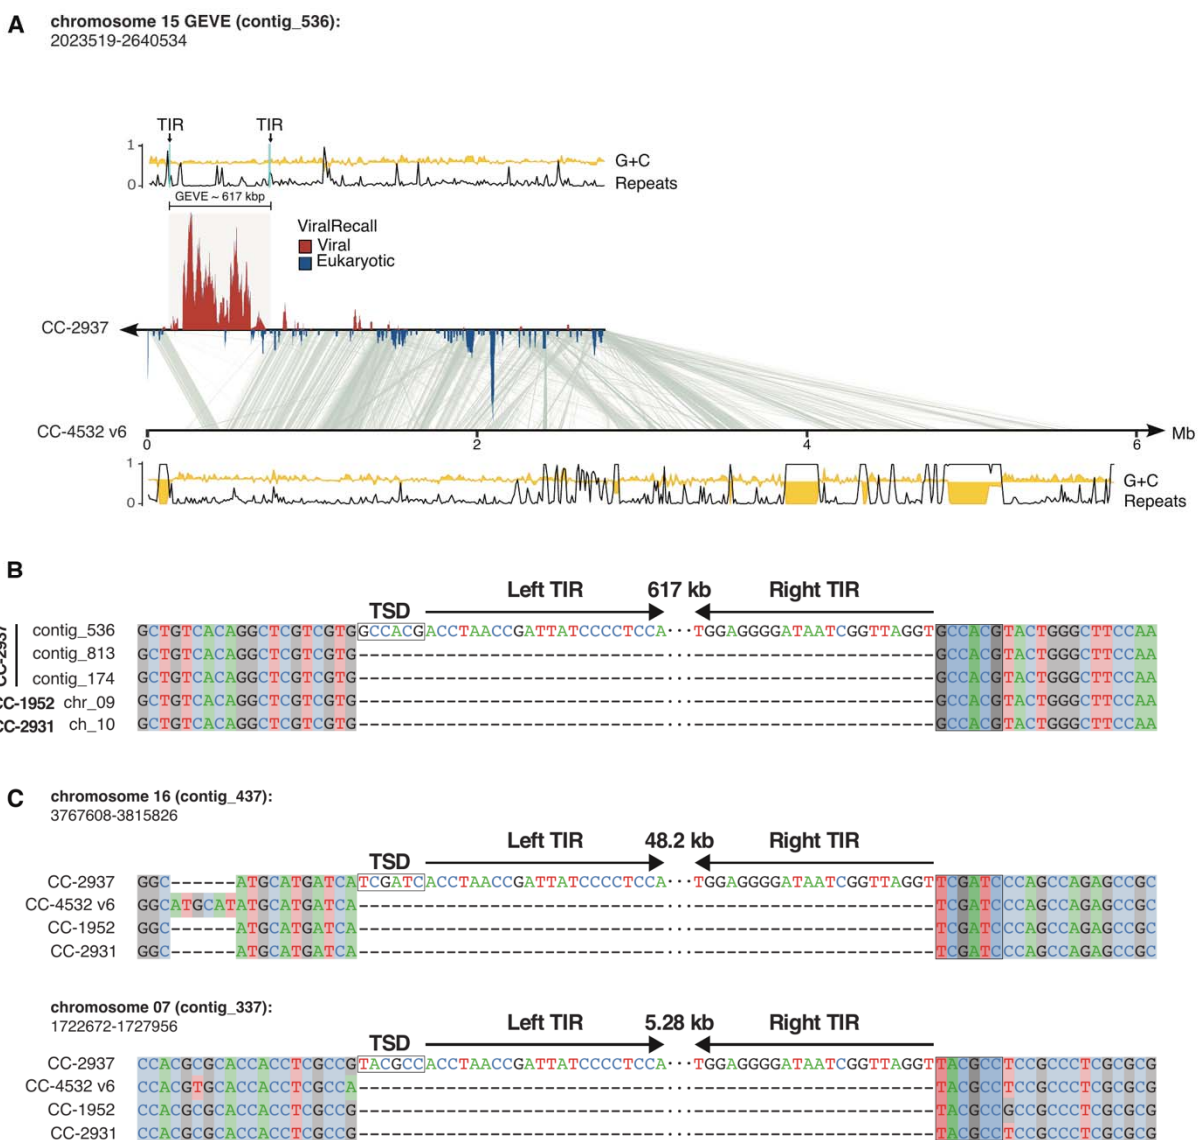 A
chromosome 15 GEVE (contig_536):
2023519-2640534
TIR TIR
1
0
G+C
Repeats
GEVE ~ 617 kbp
ViralRecall
Viral
Eukaryotic
CC-2937
CC-4532 v6
0 2 4 6 Mb
1
0
G+C
Repeats
B
Left TIR 617 kb Right TIR
TSD
CC-2937
contig_536 GCTGTCACAGGCTCGTCGTGGCCACGACCTAACCGATTATCCCCTCCA···TGGAGGGGATAATCGGTTAGGTGCCACGTACTGGGCTTCCAA
contig_813 GCTGTCACAGGCTCGTCGTG----------------------------···----------------------GCCACGTACTGGGCTTCCAA
contig_174 GCTGTCACAGGCTCGTCGTG----------------------------···----------------------GCCACGTACTGGGCTTCCAA
CC-1952 chr_09 GCTGTCACAGGCTCGTCGTG----------------------------···----------------------GCCACGTACTGGGCTTCCAA
CC-2931 ch_10 GCTGTCACAGGCTCGTCGTG----------------------------···----------------------GCCACGTACTGGGCTTCCAA
C
chromosome 16 (contig_437):
3767608-3815826
Left TIR 48.2 kb Right TIR
TSD
CC-2937 GGC------ATGCATGATCATCGATCACCTAACCGATTATCCCCTCCA···TGGAGGGGATAATCGGTTAGGTTCGATCCCAGCCAGAGCCGC
CC-4532 v6 GGCATGCATATGCATGATCA----------------------------···----------------------TCGATCCCAGCCAGAGCCGC
CC-1952 GGC------ATGCATGATCA----------------------------···----------------------TCGATCCCAGCCAGAGCCGC
CC-2931 GGC------ATGCATGATCA----------------------------···----------------------TCGATCCCAGCCAGAGCCGC
chromosome 07 (contig_337):
1722672-1727956
Left TIR 5.28 kb Right TIR
TSD
CC-2937 CCACGCGCACCACCTCGCCGTACGCCACCTAACCGATTATCCCCTCCA···TGGAGGGGATAATCGGTTAGGTTACGCCTCCGCCCTCGCGCG
CC-4532 v6 CCACGTGCACCACCTCGCCA----------------------------···----------------------TACGCCTCCGCCCTCGCGCG
CC-1952 CCACGCGCACCACCTCGCCG----------------------------···----------------------TACGCCGCCGCCCTCGCGCG
CC-2931 CCACGCGCACCACCTCGCCG----------------------------···----------------------TACGCCTCCGCCCTCGCGCG